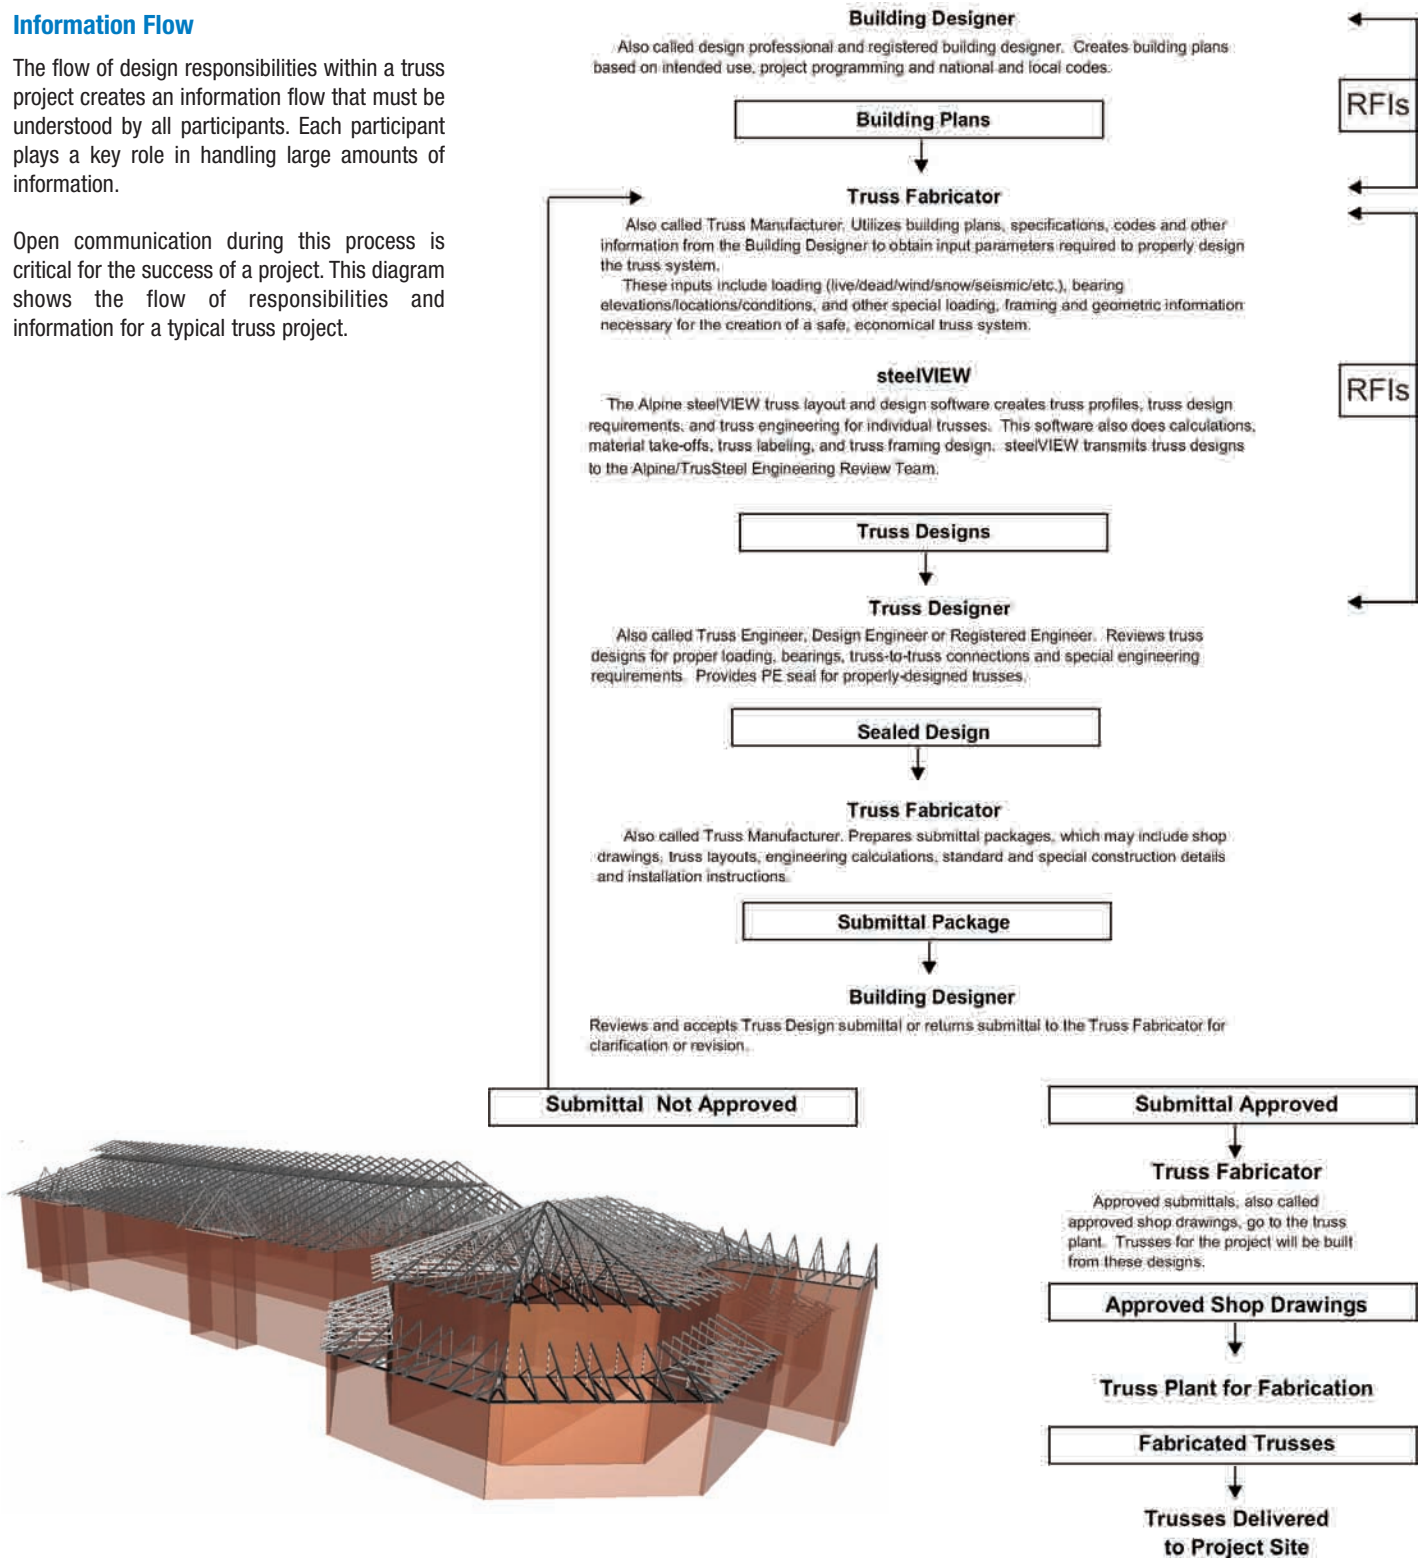 Information Flow
The flow of design responsibilities within a truss
project creates an information flow that must be
understood by all participants. Each participant
plays a key role in handling large amounts of
information.
Open communication during this process is
critical for the success of a project. This diagram
shows the flow of responsibilities and
information for a typical truss project.
Building Designer
Also called design professional and registered building designer. Creates building plans
based on intended use, project programming and national and local codes.
RFIs
Building Plans
Truss Fabricator
Also called Truss Manufacturer. Utilizes building plans, specifications, codes and other
information from the Building Designer to obtain input parameters required to properly design
the truss system.
These inputs include loading (live/dead/wind/snow/seismic/etc.), bearing
elevations/locations/conditions, and other special loading, framing and geometric information
necessary for the creation of a safe, economical truss system.
steelVIEW
RFIs
The Alpine steelVIEW truss layout and design software creates truss profiles, truss design
requirements, and truss engineering for individual trusses. This software also does calculations,
material take-offs, truss labeling, and truss framing design. steelVIEW transmits truss designs
to the Alpine/TrusSteel Engineering Review Team.
Truss Designs
Truss Designer
Also called Truss Engineer, Design Engineer or Registered Engineer. Reviews truss
designs for proper loading, bearings, truss-to-truss connections and special engineering
requirements. Provides PE seal for properly-designed trusses.
Sealed Design
Truss Fabricator
Also called Truss Manufacturer. Prepares submittal packages, which may include shop
drawings, truss layouts, engineering calculations, standard and special construction details
and installation instructions.
Submittal Package
Building Designer
Reviews and accepts Truss Design submittal or returns submittal to the Truss Fabricator for
clarification or revision.
Submittal Not Approved
Submittal Approved
Truss Fabricator
Approved submittals, also called
approved shop drawings, go to the truss
plant. Trusses for the project will be built
from these designs.
Approved Shop Drawings
Truss Plant for Fabrication
Fabricated Trusses
Trusses Delivered
to Project Site